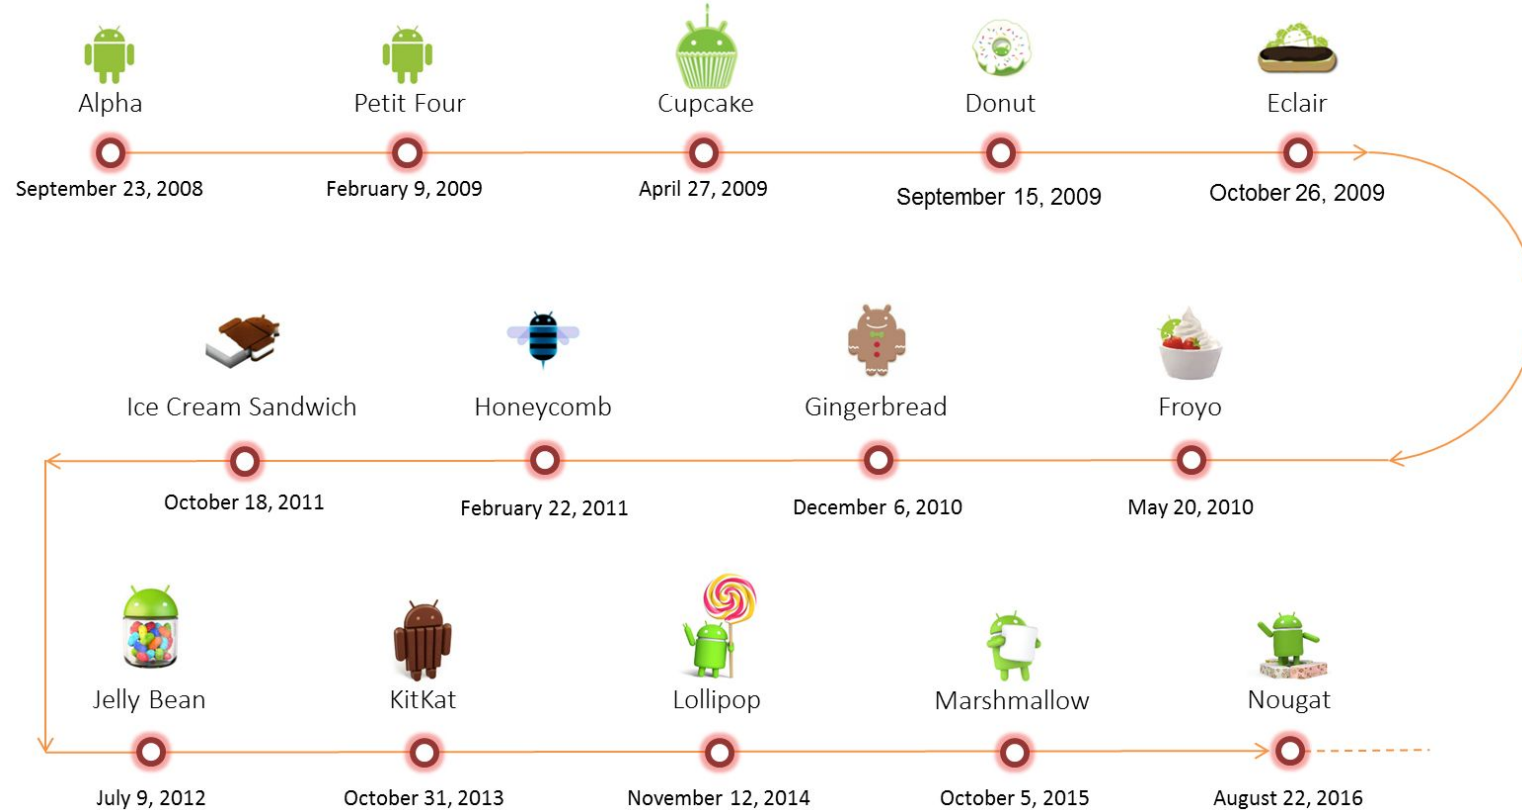 Alpha
Petit Four
Cupcake
Donut
Eclair
September 23, 2008
February 9, 2009
April 27, 2009
September 15, 2009
October 26, 2009
Ice Cream Sandwich
Honeycomb
Gingerbread
Froyo
October 18, 2011
February 22, 2011
December 6, 2010
May 20, 2010
Jelly Bean
KitKat
Lollipop
Marshmallow
Nougat
July 9, 2012
October 31, 2013
November 12, 2014
October 5, 2015
August 22, 2016